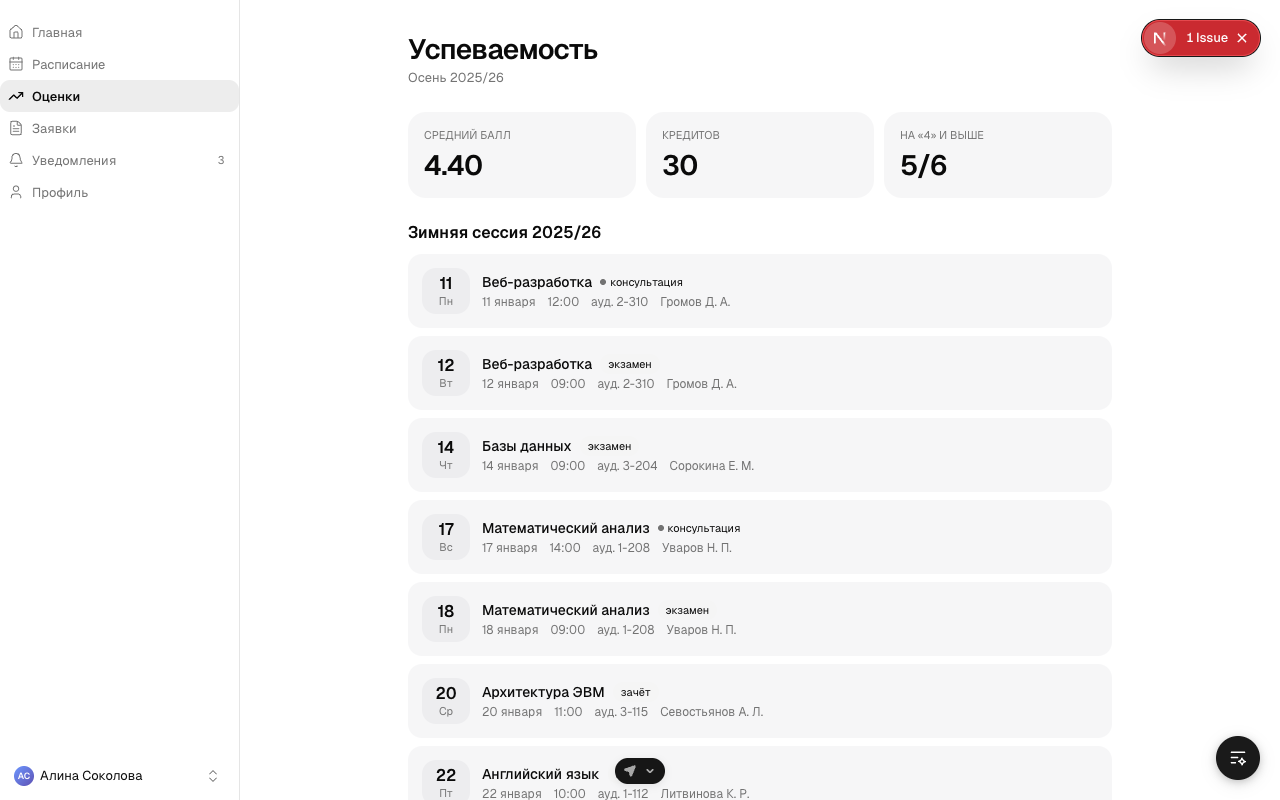 Главная
Расписание
Оценки
Заявки
Уведомления 3
Профиль
АС Алина Соколова
1 Issue
Успеваемость
Осень 2025/26
СРЕДНИЙ БАЛЛ
4.40
КРЕДИТОВ
30
НА «4» И ВЫШЕ
5/6
Зимняя сессия 2025/26
11
Пн
Веб-разработка консультация
11 января 12:00 ауд. 2-310 Громов Д. А.
12
Вт
Веб-разработка экзамен
12 января 09:00 ауд. 2-310 Громов Д. А.
14
Чт
Базы данных экзамен
14 января 09:00 ауд. 3-204 Сорокина Е. М.
17
Вс
Математический анализ консультация
17 января 14:00 ауд. 1-208 Уваров Н. П.
18
Пн
Математический анализ экзамен
18 января 09:00 ауд. 1-208 Уваров Н. П.
20
Ср
Архитектура ЭВМ зачёт
20 января 11:00 ауд. 3-115 Севостьянов А. Л.
22
Пт
Английский язык
22 января 10:00 ауд. 1-112 Литвинова К. Р.